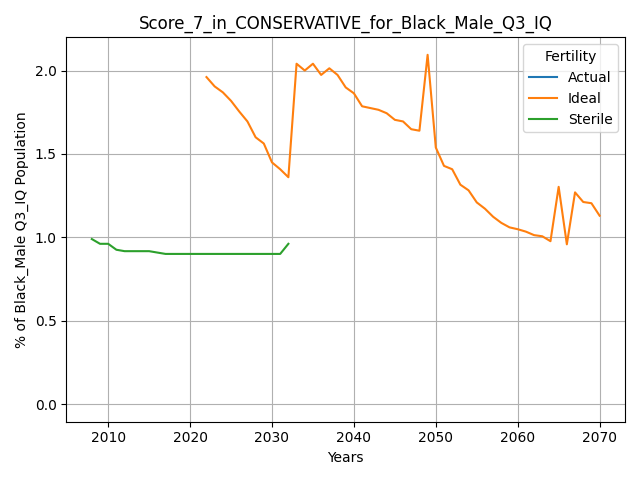 Score_7_in_CONSERVATIVE_for_Black_Male_Q3_IQ
Fertility
Actual
Ideal
Sterile
% of Black_Male Q3_IQ Population
2.0
1.5
1.0
0.5
0.0
2010 2020 2030 2040 2050 2060 2070
Years